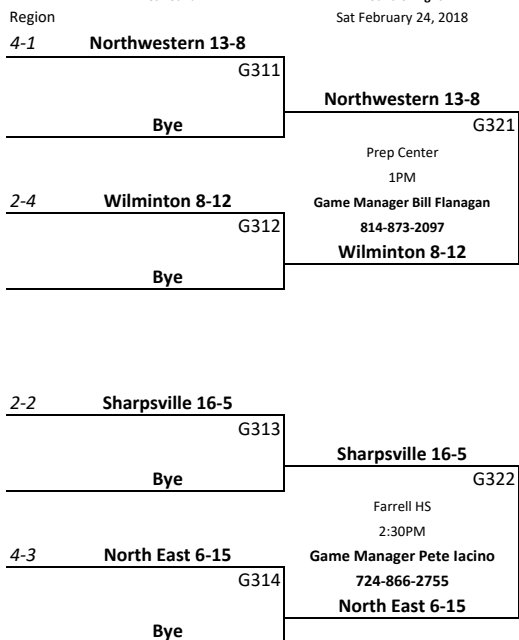 Region
Sat February 24, 2018
4-1 Northwestern 13-8
G311
Northwestern 13-8
Bye
G321
Prep Center
1PM
2-4 Wilminton 8-12
Game Manager Bill Flanagan
G312
814-873-2097
Wilminton 8-12
Bye
2-2 Sharpsville 16-5
G313
Sharpsville 16-5
Bye
G322
Farrell HS
2:30PM
4-3 North East 6-15
Game Manager Pete Iacino
G314
724-866-2755
North East 6-15
Bye